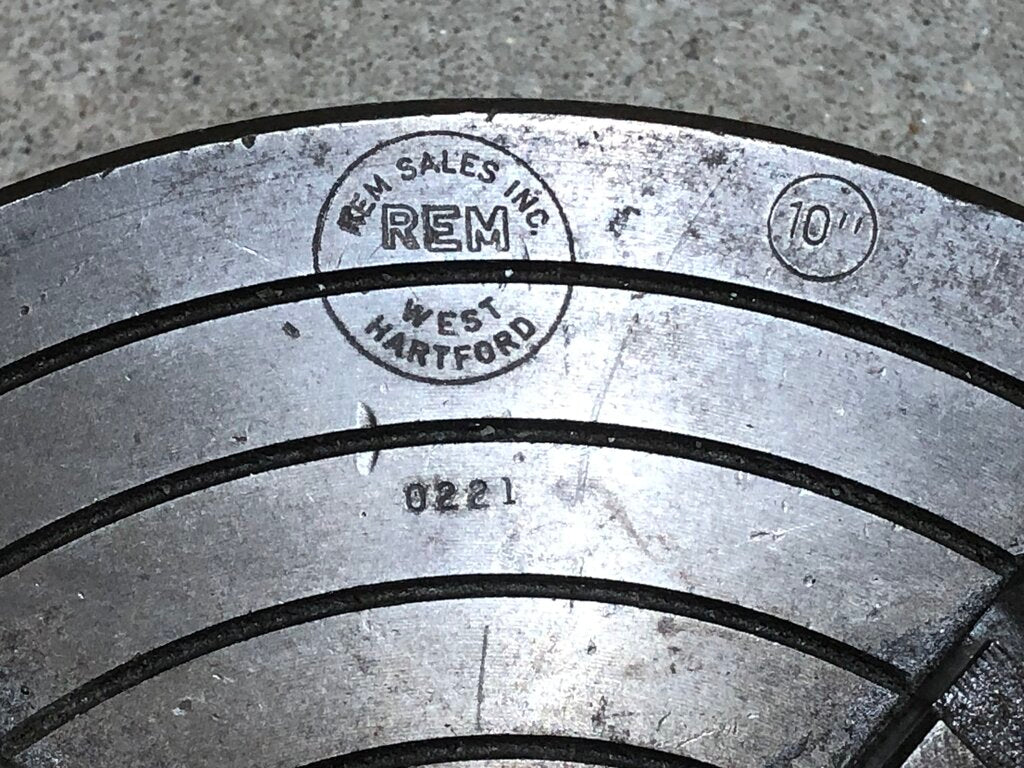 REM SALES INC.
REM
WEST
HARTFORD
10"
0221